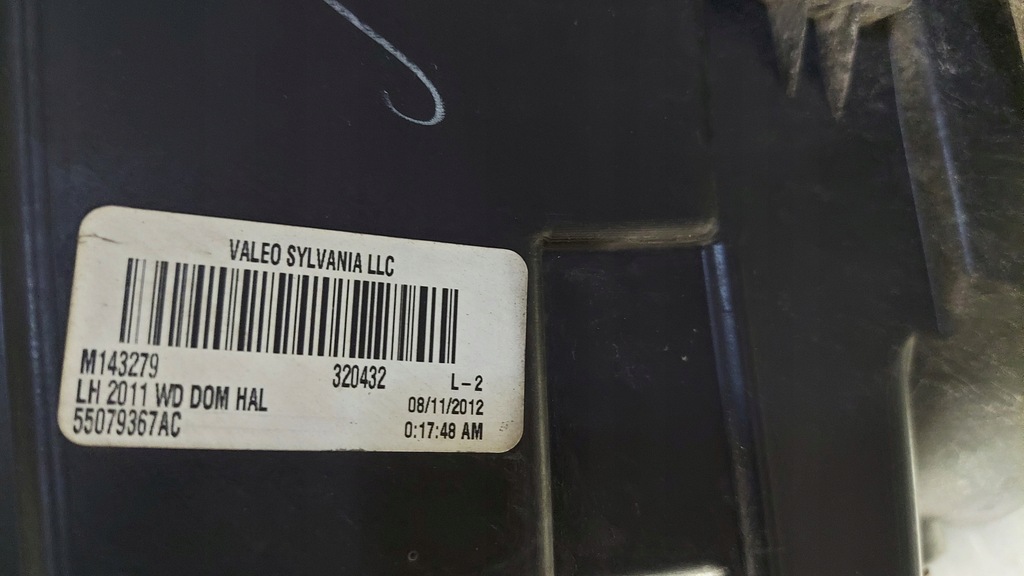 VALEO SYLVANIA LLC
M143279 320432 L-2
LH 2011 WD DOM HAL 08/11/2012
55079367AC 0:17:48 AM